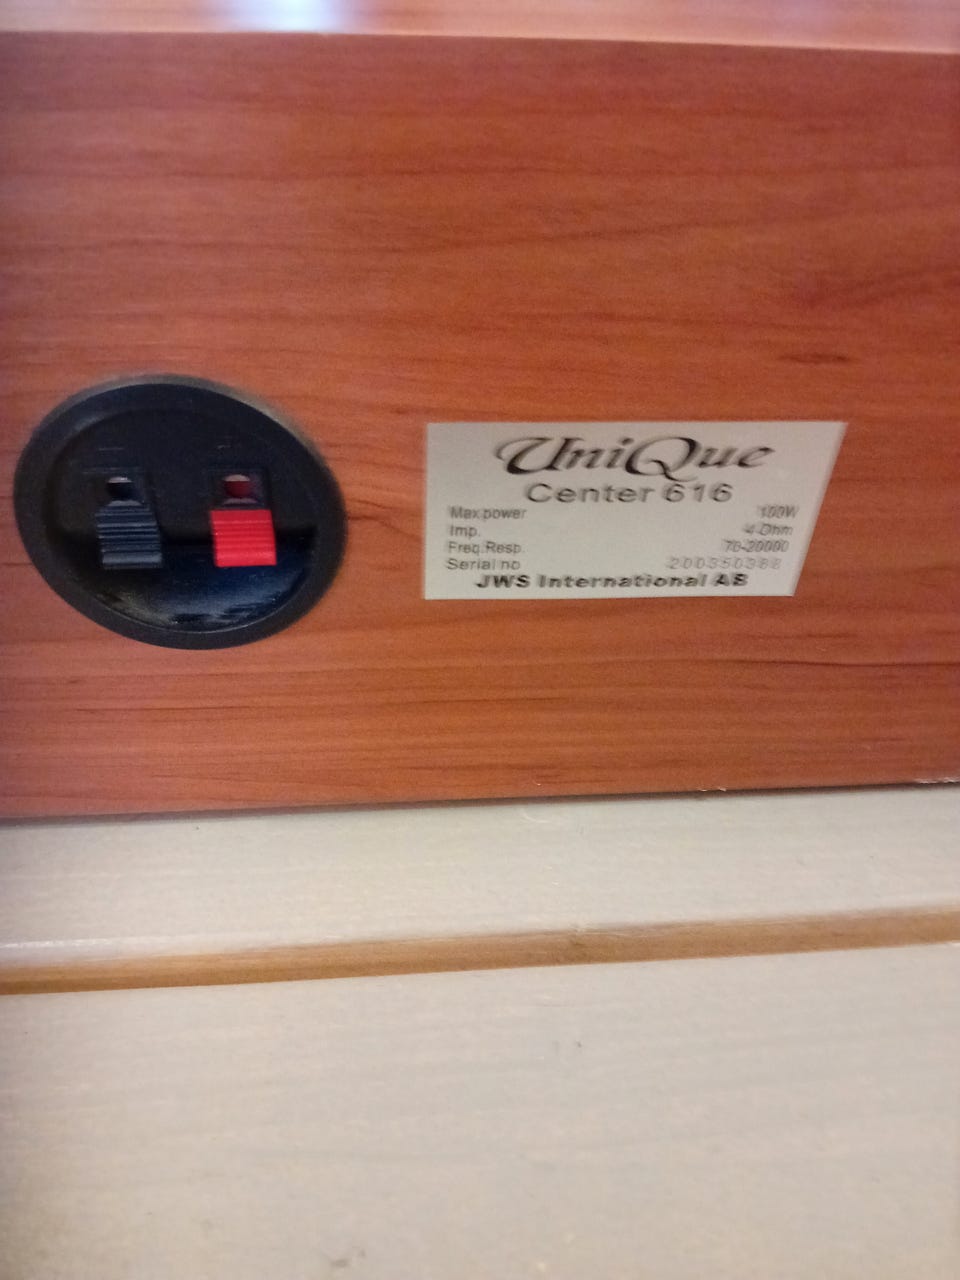 UniQue
Center 616
Max.power 100W
Imp. 4 Ohm
Freq.Resp. 70-20000
Serial no
JWS International AB